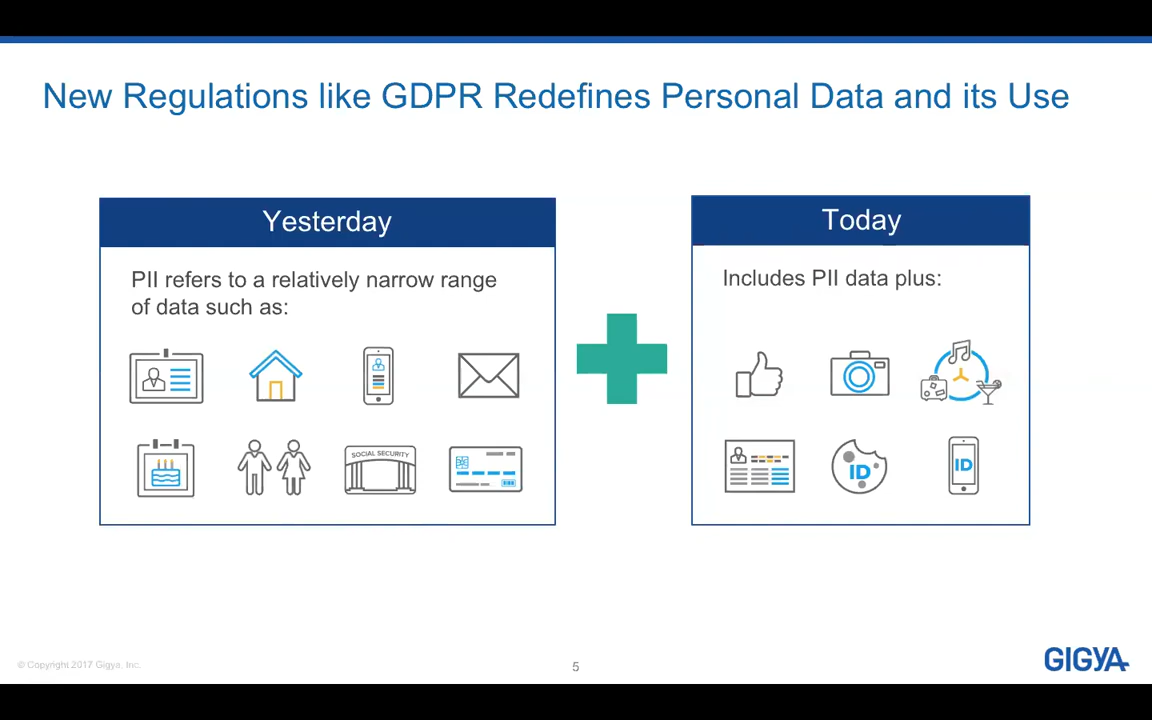 New Regulations like GDPR Redefines Personal Data and its Use
Yesterday
PII refers to a relatively narrow range
of data such as:
SOCIAL SECURITY
Today
Includes PII data plus:
ID
ID
© Copyright 2017 Gigya, Inc.
5
GIGYA